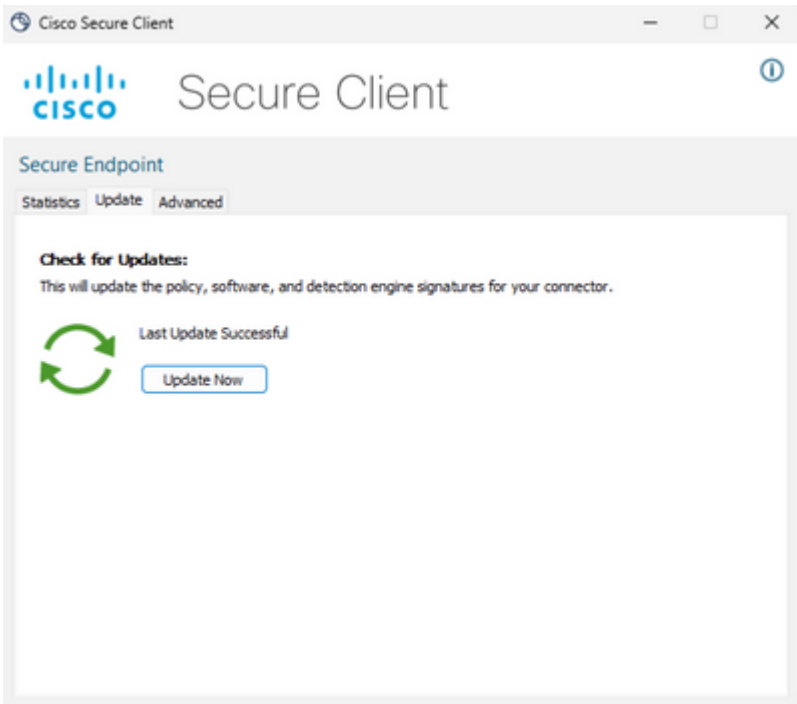 Cisco Secure Client
CISCO
Secure Client
Secure Endpoint
Statistics Update Advanced
Check for Updates:
This will update the policy, software, and detection engine signatures for your connector.
Last Update Successful
Update Now